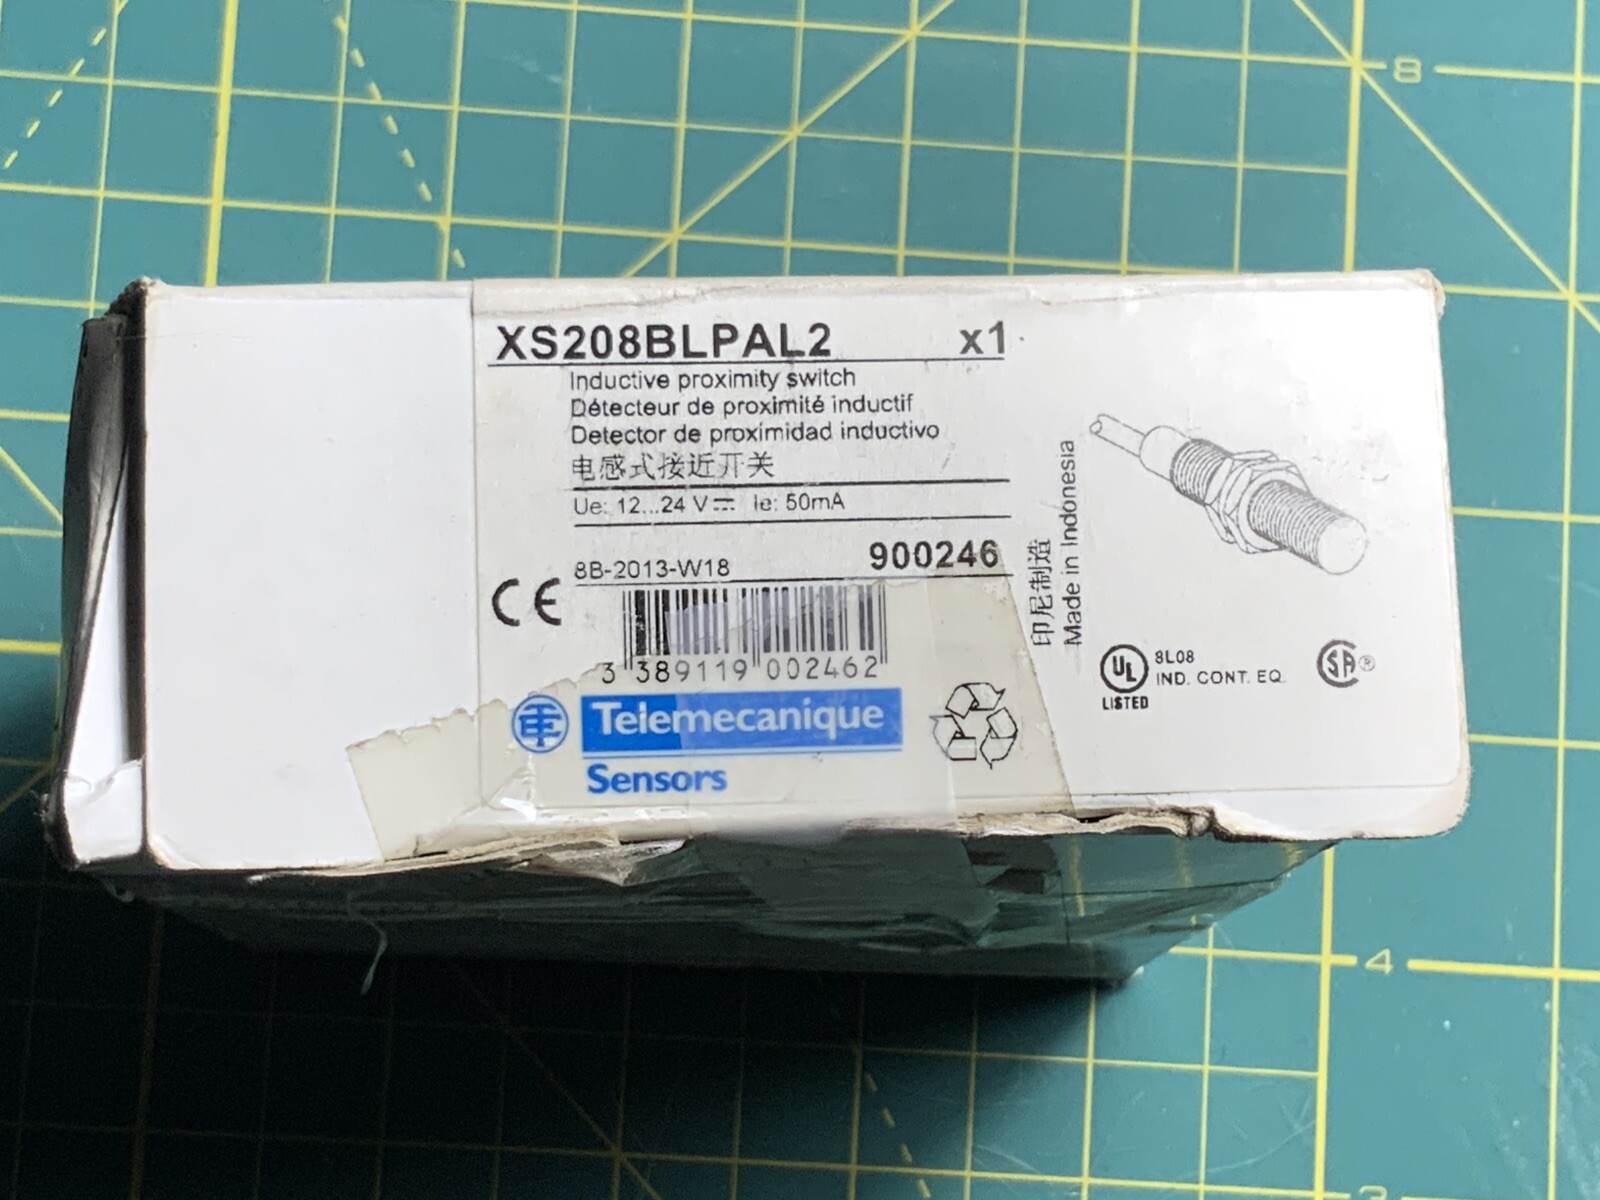 8
XS208BLPAL2 x1
Inductive proximity switch
Détecteur de proximité inductif
Detector de proximidad inductivo
电感式接近开关
Ue: 12...24 V⎓ Ie: 50mA
8B-2013-W18 900246
CE
3 389119 002462
Telemecanique
Sensors
印尼制造
Made in Indonesia
UL
LISTED
8L08
IND. CONT. EQ.
SA®
4
3